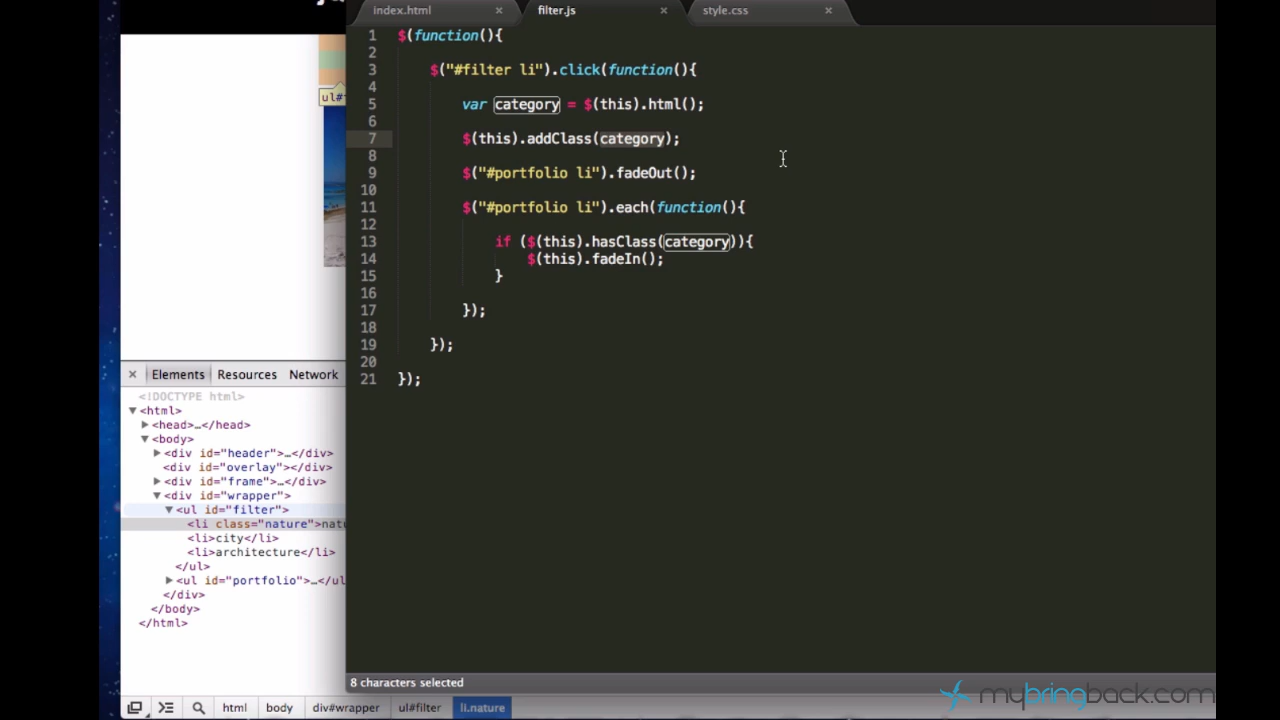 index.html × filter.js × style.css ×
1 $(function(){
2
3 $("#filter li").click(function(){
4
5 var category = $(this).html();
6
7 $(this).addClass(category);
8
9 $("#portfolio li").fadeOut();
10
11 $("#portfolio li").each(function(){
12
13 if ($(this).hasClass(category)){
14 $(this).fadeIn();
15 }
16
17 });
18
19 });
20
21 });
× Elements Resources Network
<!DOCTYPE html>
<html>
<head>…</head>
<body>
<div id="header">…</div>
<div id="overlay"></div>
<div id="frame">…</div>
<div id="wrapper">
<ul id="filter">
<li class="nature">natu
<li>city</li>
<li>architecture</li>
</ul>
<ul id="portfolio">…</ul
</div>
</body>
</html>
8 characters selected
html body div#wrapper ul#filter li.nature
mybringback.com